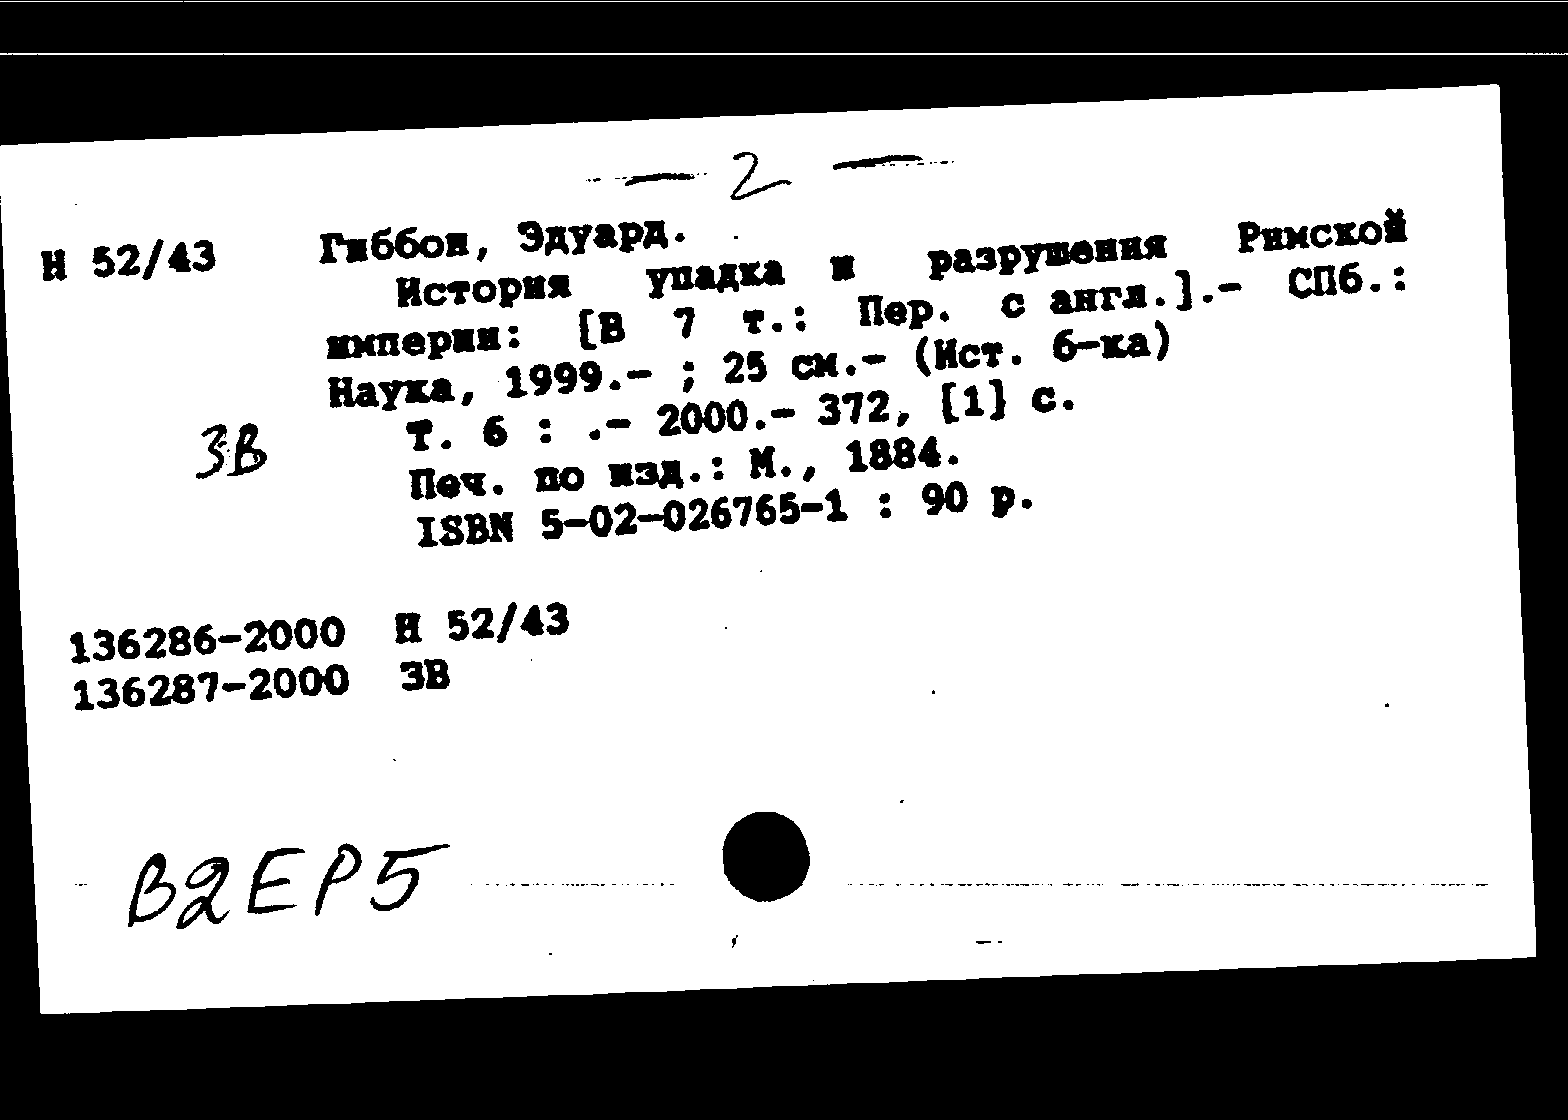 — 2 —
Н 52/43 Гиббон, Эдуард.
История упадка и разрушения Римской
империи: [В 7 т.: Пер. с англ.].- СПб.:
Наука, 1999.- ; 25 см.- (Ист. б-ка)
Т. 6 : .- 2000.- 372, [1] с.
ЗВ
Печ. по изд.: М., 1884.
ISBN 5-02-026765-1 : 90 р.
136286-2000 Н 52/43
136287-2000 ЗВ
В2ЕР5